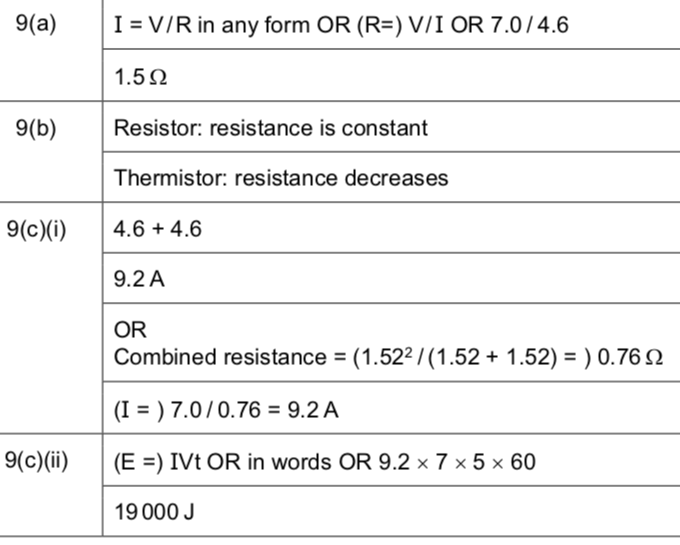 9(a) I = V/R in any form OR (R=) V/I OR 7.0/4.6
1.5 Ω
9(b) Resistor: resistance is constant
Thermistor: resistance decreases
9(c)(i) 4.6 + 4.6
9.2 A
OR
Combined resistance = (1.52²/(1.52 + 1.52) = ) 0.76 Ω
(I = ) 7.0/0.76 = 9.2 A
9(c)(ii) (E =) IVt OR in words OR 9.2 × 7 × 5 × 60
19 000 J